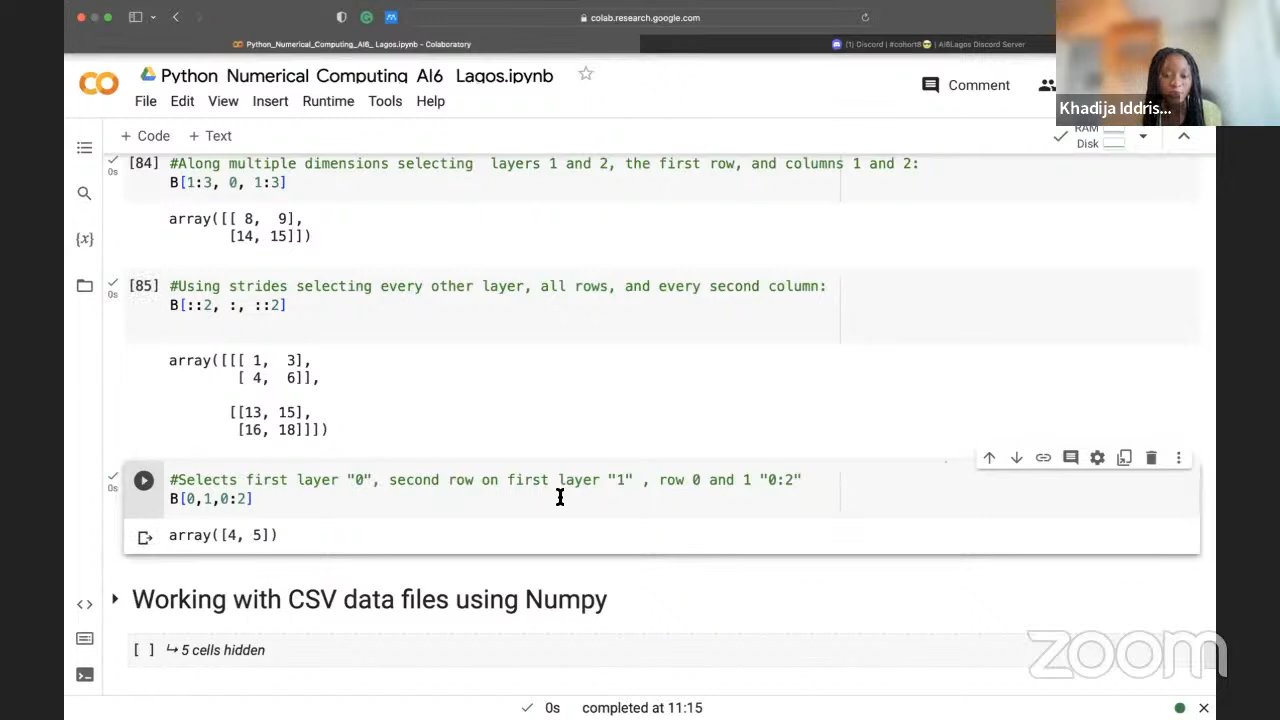 colab.research.google.com
Python_Numerical_Computing_AI6_ Lagos.ipynb - Colaboratory
(1) Discord | #cohort6😎 | AI6Lagos Discord Server
Python_Numerical_Computing_AI6_ Lagos.ipynb
Comment
Khadija Iddris...
File Edit View Insert Runtime Tools Help
+ Code + Text
RAM
Disk
[84] #Along multiple dimensions selecting layers 1 and 2, the first row, and columns 1 and 2:
0s
B[1:3, 0, 1:3]
array([[ 8, 9],
[14, 15]])
{x}
[85] #Using strides selecting every other layer, all rows, and every second column:
0s
B[::2, :, ::2]
array([[[ 1, 3],
[ 4, 6]],
[[13, 15],
[16, 18]]])
#Selects first layer "0", second row on first layer "1" , row 0 and 1 "0:2"
0s
B[0,1,0:2]
array([4, 5])
Working with CSV data files using Numpy
[ ] ↳ 5 cells hidden
zoom
0s completed at 11:15